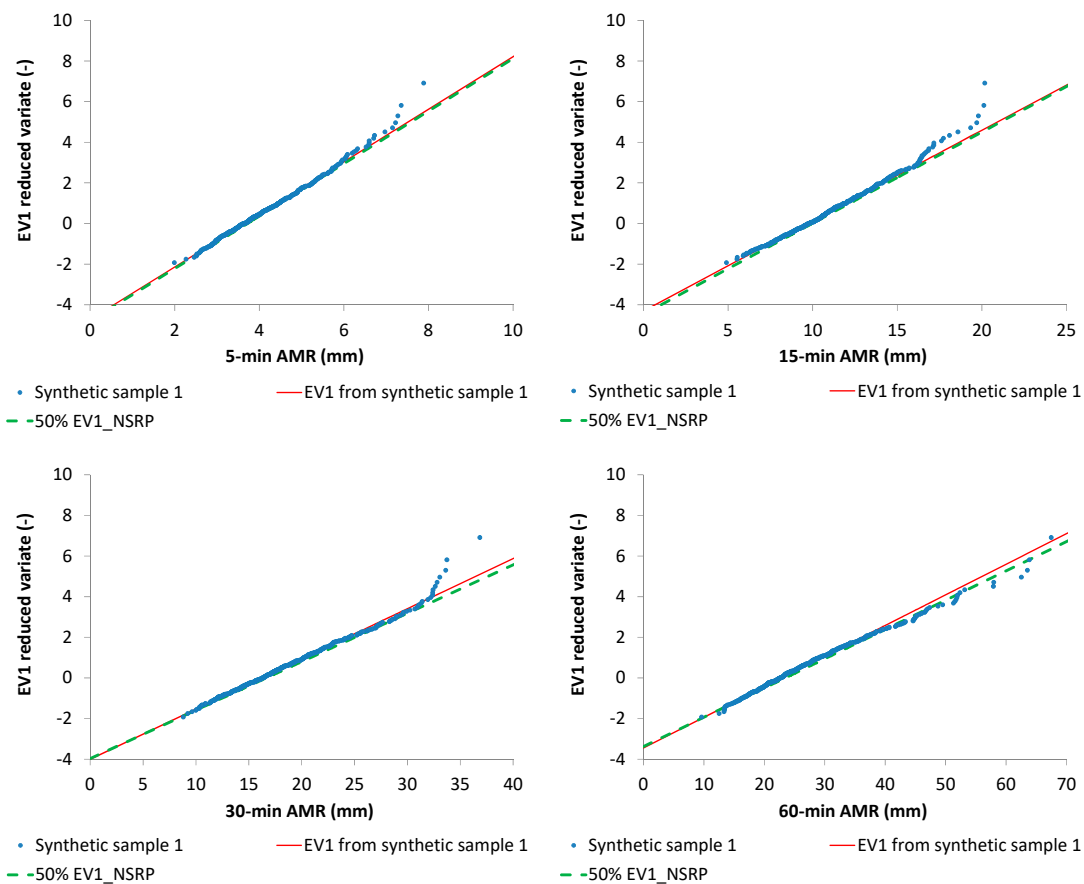 10
8
6
4
2
0
-2
-4
EV1 reduced variate (-)
0 2 4 6 8 10
5-min AMR (mm)
Synthetic sample 1 EV1 from synthetic sample 1
50% EV1_NSRP
10
8
6
4
2
0
-2
-4
EV1 reduced variate (-)
0 5 10 15 20 25
15-min AMR (mm)
Synthetic sample 1 EV1 from synthetic sample 1
50% EV1_NSRP
10
8
6
4
2
0
-2
-4
EV1 reduced variate (-)
0 5 10 15 20 25 30 35 40
30-min AMR (mm)
Synthetic sample 1 EV1 from synthetic sample 1
50% EV1_NSRP
10
8
6
4
2
0
-2
-4
EV1 reduced variate (-)
0 10 20 30 40 50 60 70
60-min AMR (mm)
Synthetic sample 1 EV1 from synthetic sample 1
50% EV1_NSRP